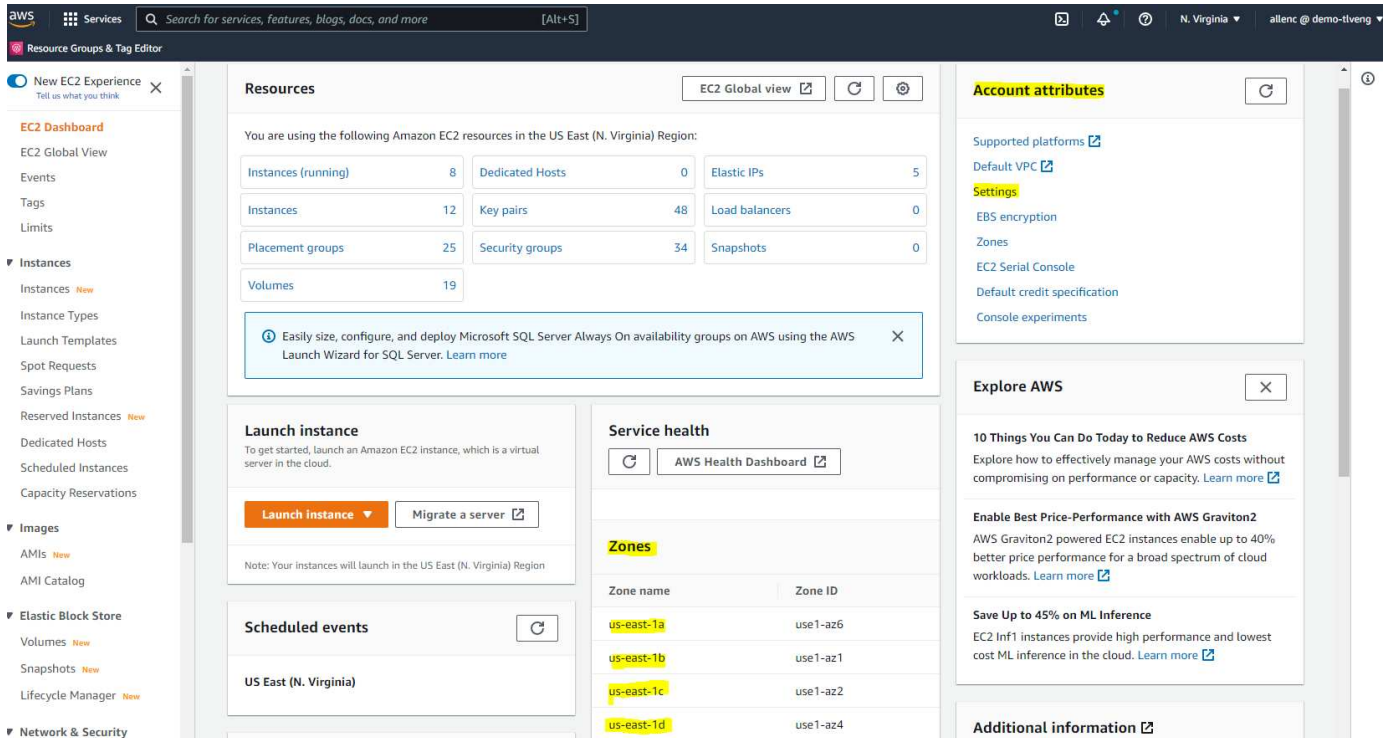 aws
Services
Search for services, features, blogs, docs, and more
[Alt+S]
N. Virginia
allenc @ demo-tlveng
Resource Groups & Tag Editor
New EC2 Experience
Tell us what you think
EC2 Dashboard
EC2 Global View
Events
Tags
Limits
Instances
Instances New
Instance Types
Launch Templates
Spot Requests
Savings Plans
Reserved Instances New
Dedicated Hosts
Scheduled Instances
Capacity Reservations
Images
AMIs New
AMI Catalog
Elastic Block Store
Volumes New
Snapshots New
Lifecycle Manager New
Network & Security
Resources
EC2 Global view
You are using the following Amazon EC2 resources in the US East (N. Virginia) Region:
Instances (running) 8
Dedicated Hosts 0
Elastic IPs 5
Instances 12
Key pairs 48
Load balancers 0
Placement groups 25
Security groups 34
Snapshots 0
Volumes 19
Easily size, configure, and deploy Microsoft SQL Server Always On availability groups on AWS using the AWS
Launch Wizard for SQL Server. Learn more
Launch instance
To get started, launch an Amazon EC2 instance, which is a virtual
server in the cloud.
Launch instance
Migrate a server
Note: Your instances will launch in the US East (N. Virginia) Region
Scheduled events
US East (N. Virginia)
Service health
AWS Health Dashboard
Zones
Zone name Zone ID
us-east-1a use1-az6
us-east-1b use1-az1
us-east-1c use1-az2
us-east-1d use1-az4
Account attributes
Supported platforms
Default VPC
Settings
EBS encryption
Zones
EC2 Serial Console
Default credit specification
Console experiments
Explore AWS
10 Things You Can Do Today to Reduce AWS Costs
Explore how to effectively manage your AWS costs without
compromising on performance or capacity. Learn more
Enable Best Price-Performance with AWS Graviton2
AWS Graviton2 powered EC2 instances enable up to 40%
better price performance for a broad spectrum of cloud
workloads. Learn more
Save Up to 45% on ML Inference
EC2 Inf1 instances provide high performance and lowest
cost ML inference in the cloud. Learn more
Additional information